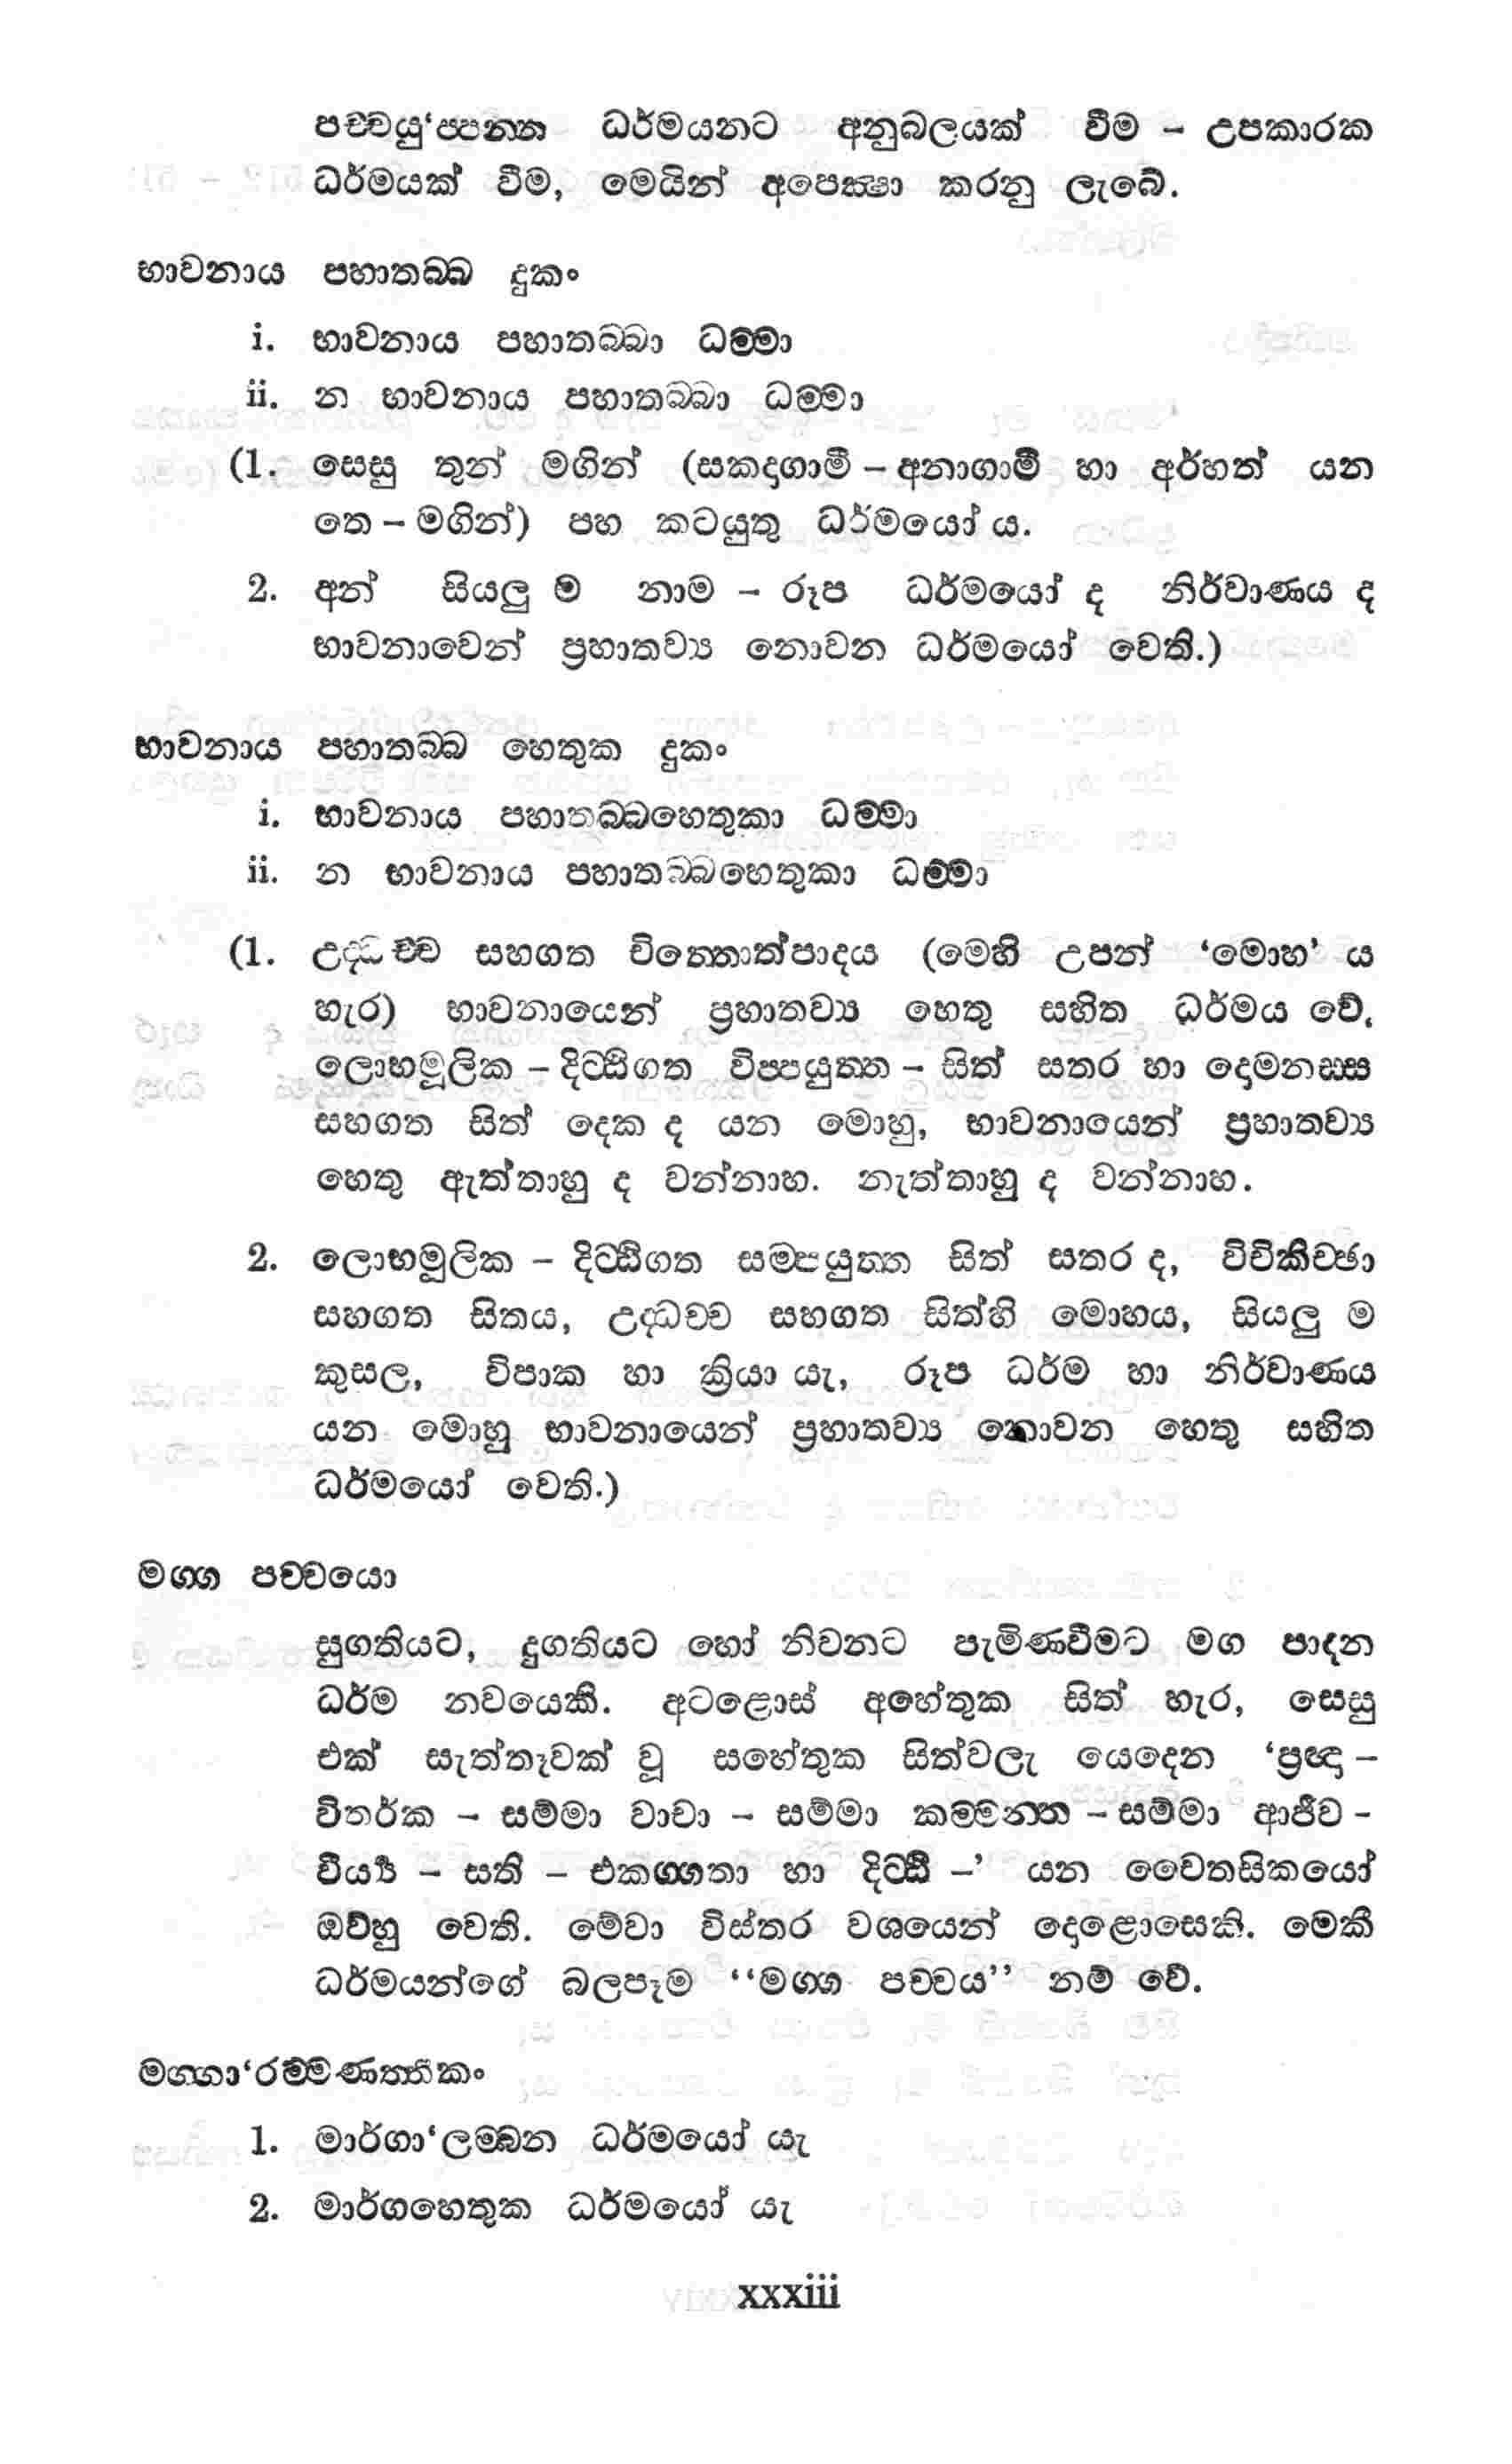 පච්චයු‘ප්පන්න ධර්මයනට අනුබලයක් වීම – උපකාරක
ධර්මයක් වීම, මෙයින් අපෙක්ෂා කරනු ලැබේ.
භාවනාය පහාතබ්බ දුකං
i. භාවනාය පහාතබ්බා ධම්මා
ii. න භාවනාය පහාතබ්බා ධම්මා
(1. සෙසු තුන් මගින් (සකදාගාමී – අනාගාමී හා අර්හත් යන
තෙ – මගින්) පහ කටයුතු ධර්මයෝ ය.
2. අන් සියලු ම නාම – රූප ධර්මයෝ ද නිර්වාණය ද
භාවනාවෙන් ප්‍රහාතව්‍ය නොවන ධර්මයෝ වෙති.)
භාවනාය පහාතබ්බ හෙතුක දුකං
i. භාවනාය පහාතබ්බහෙතුකා ධම්මා
ii. න භාවනාය පහාතබ්බහෙතුකා ධම්මා
(1. උද්ධච්ච සහගත චිත්තොත්පාදය (මෙහි උපන් ‘මොහ’ ය
හැර) භාවනායෙන් ප්‍රහාතව්‍ය හෙතු සහිත ධර්මය වේ.
ලොභමූලික – දිට්ඨිගත විප්පයුත්ත – සිත් සතර හා දොමනස්ස
සහගත සිත් දෙක ද යන මොහු, භාවනායෙන් ප්‍රහාතව්‍ය
හෙතු ඇත්තාහු ද වන්නාහ. නැත්තාහු ද වන්නාහ.
2. ලොභමූලික – දිට්ඨිගත සම්පයුත්ත සිත් සතර ද, විචිකිච්ඡා
සහගත සිතය, උද්ධච්ච සහගත සිත්හි මොහය, සියලු ම
කුසල, විපාක හා ක්‍රියා යැ, රූප ධර්ම හා නිර්වාණය
යන මොහු භාවනායෙන් ප්‍රහාතව්‍ය නොවන හෙතු සහිත
ධර්මයෝ වෙති.)
මග්ග පච්චයො
සුගතියට, දුගතියට හෝ නිවනට පැමිණවීමට මග පාදන
ධර්ම නවයෙකි. අටළොස් අහේතුක සිත් හැර, සෙසු
එක් සැත්තෑවක් වූ සහේතුක සිත්වලැ යෙදෙන ‘ප්‍රඥා –
විතර්ක – සම්මා වාචා – සම්මා කම්මන්ත – සම්මා ආජීව –
වීර්ය්‍ය – සති – එකග්ගතා හා දිට්ඨි –’ යන චෛතසිකයෝ
ඔව්හු වෙති. මේවා විස්තර වශයෙන් දොළොසෙකි. මෙකී
ධර්මයන්ගේ බලපෑම “මග්ග පච්චය” නම් වේ.
මග්ගා‘රම්මණත්තිකං
1. මාර්ගා‘ලම්බන ධර්මයෝ යැ
2. මාර්ගහෙතුක ධර්මයෝ යැ
xxxiii